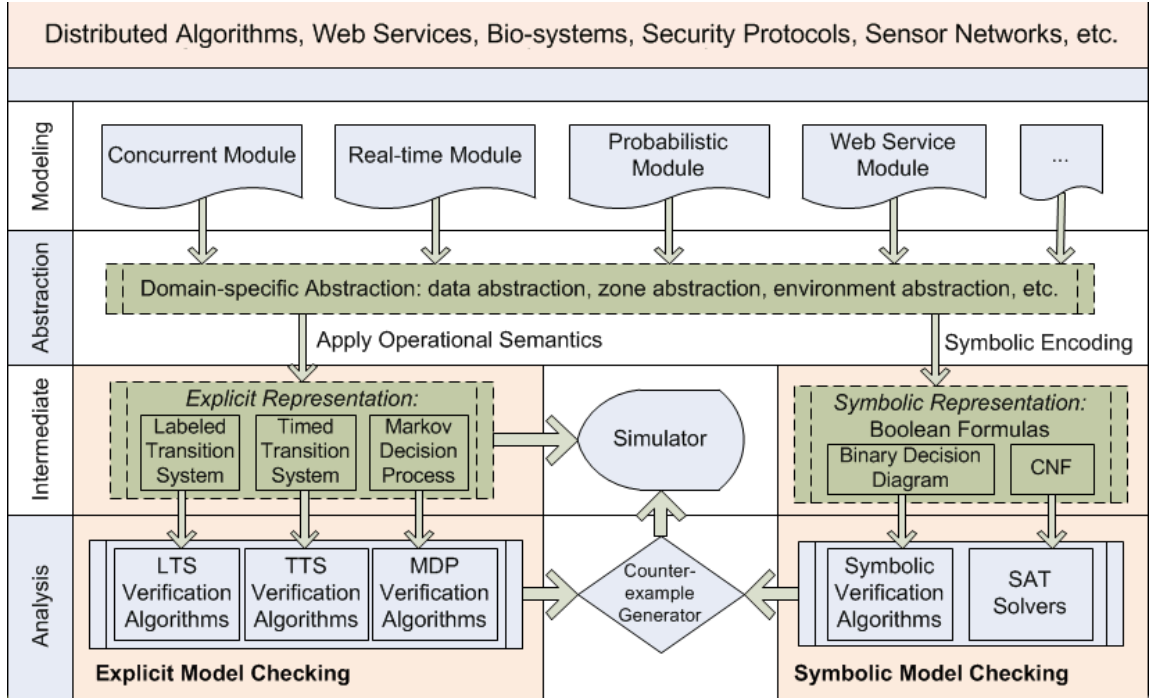 Distributed Algorithms, Web Services, Bio-systems, Security Protocols, Sensor Networks, etc.
Modeling
Concurrent Module
Real-time Module
Probabilistic
Module
Web Service
Module
...
Abstraction
Domain-specific Abstraction: data abstraction, zone abstraction, environment abstraction, etc.
Apply Operational Semantics
Symbolic Encoding
Intermediate
Explicit Representation:
Labeled
Transition
System
Timed
Transition
System
Markov
Decision
Process
Simulator
Symbolic Representation:
Boolean Formulas
Binary Decision
Diagram
CNF
Analysis
LTS
Verification
Algorithms
TTS
Verification
Algorithms
MDP
Verification
Algorithms
Counter-
example
Generator
Symbolic
Verification
Algorithms
SAT
Solvers
Explicit Model Checking
Symbolic Model Checking